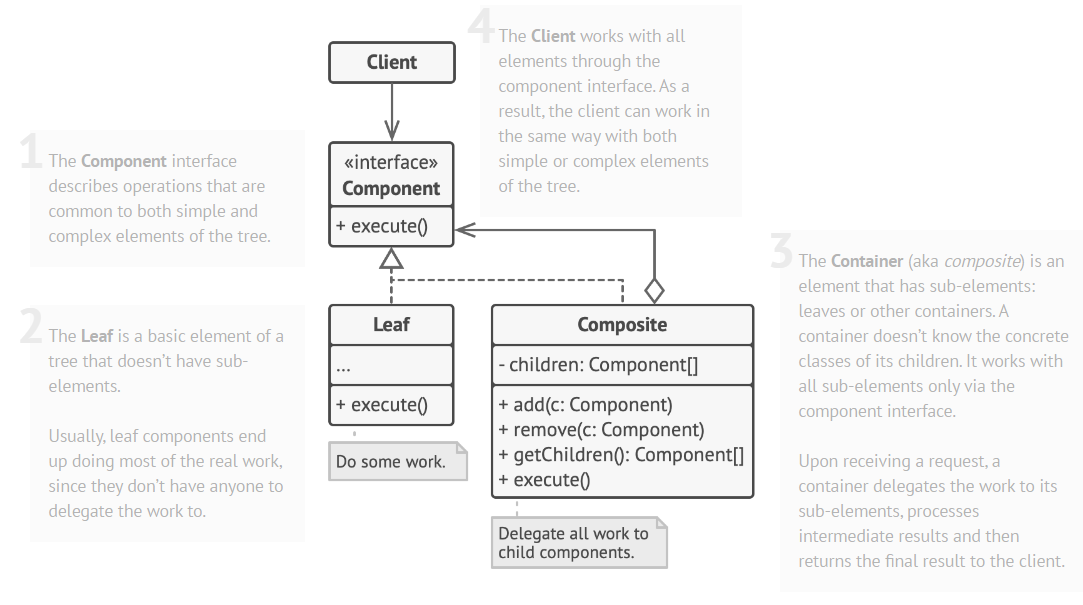 4
The Client works with all
elements through the
component interface. As a
result, the client can work in
the same way with both
simple or complex elements
of the tree.
Client
1
The Component interface
describes operations that are
common to both simple and
complex elements of the tree.
«interface»
Component
+ execute()
3
The Container (aka composite) is an
element that has sub-elements:
leaves or other containers. A
container doesn't know the concrete
classes of its children. It works with
all sub-elements only via the
component interface.
Upon receiving a request, a
container delegates the work to its
sub-elements, processes
intermediate results and then
returns the final result to the client.
2
The Leaf is a basic element of a
tree that doesn't have sub-
elements.
Usually, leaf components end
up doing most of the real work,
since they don't have anyone to
delegate the work to.
Leaf
...
+ execute()
Do some work.
Composite
- children: Component[]
+ add(c: Component)
+ remove(c: Component)
+ getChildren(): Component[]
+ execute()
Delegate all work to
child components.